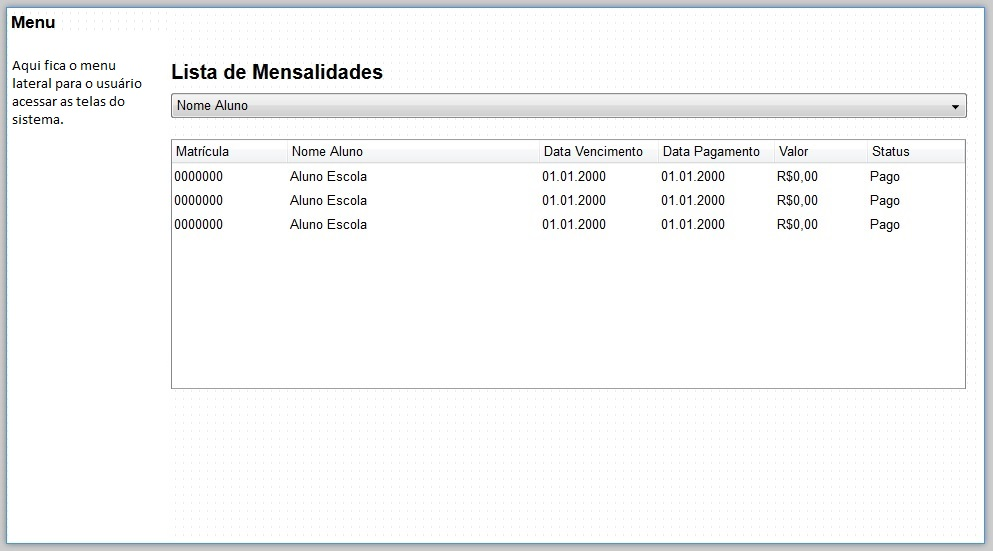 Menu
Aqui fica o menu
lateral para o usuário
acessar as telas do
sistema.
Lista de Mensalidades
Nome Aluno
Matrícula Nome Aluno Data Vencimento Data Pagamento Valor Status
0000000 Aluno Escola 01.01.2000 01.01.2000 R$0,00 Pago
0000000 Aluno Escola 01.01.2000 01.01.2000 R$0,00 Pago
0000000 Aluno Escola 01.01.2000 01.01.2000 R$0,00 Pago